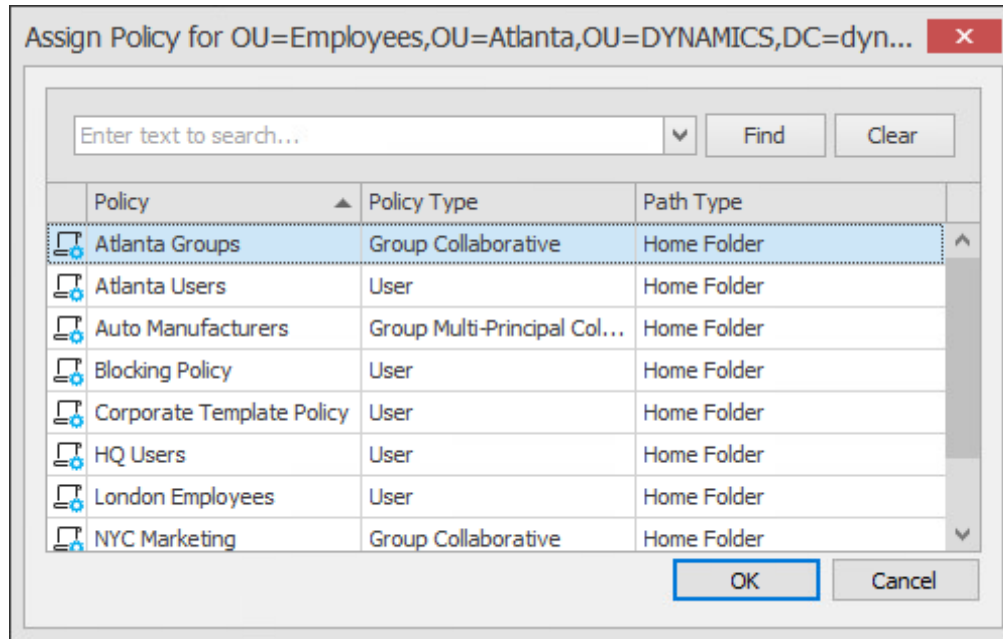 Assign Policy for OU=Employees,OU=Atlanta,OU=DYNAMICS,DC=dyn...
Enter text to search... Find Clear
Policy Policy Type Path Type
Atlanta Groups Group Collaborative Home Folder
Atlanta Users User Home Folder
Auto Manufacturers Group Multi-Principal Col... Home Folder
Blocking Policy User Home Folder
Corporate Template Policy User Home Folder
HQ Users User Home Folder
London Employees User Home Folder
NYC Marketing Group Collaborative Home Folder
OK Cancel